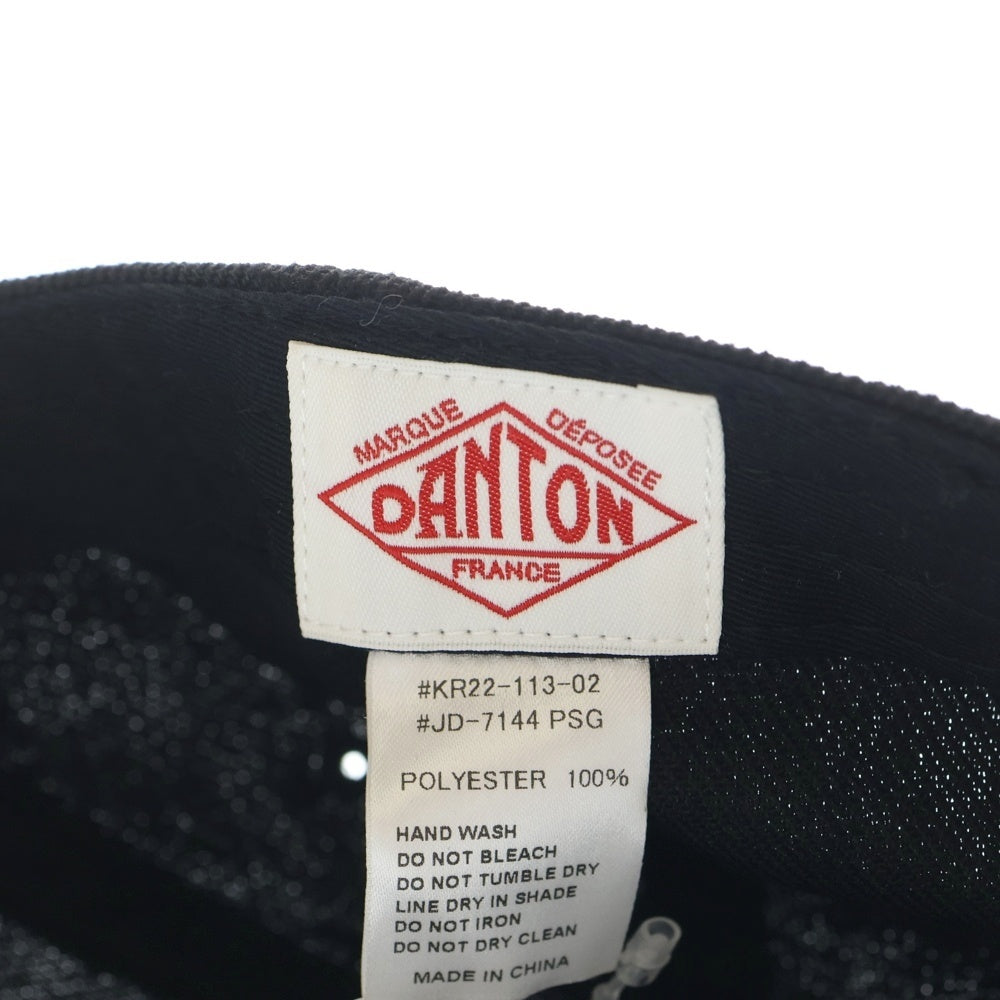 MARQUE DÉPOSEE
DANTON
FRANCE
#KR22-113-02
#JD-7144 PSG
POLYESTER 100%
HAND WASH
DO NOT BLEACH
DO NOT TUMBLE DRY
LINE DRY IN SHADE
DO NOT IRON
DO NOT DRY CLEAN
MADE IN CHINA